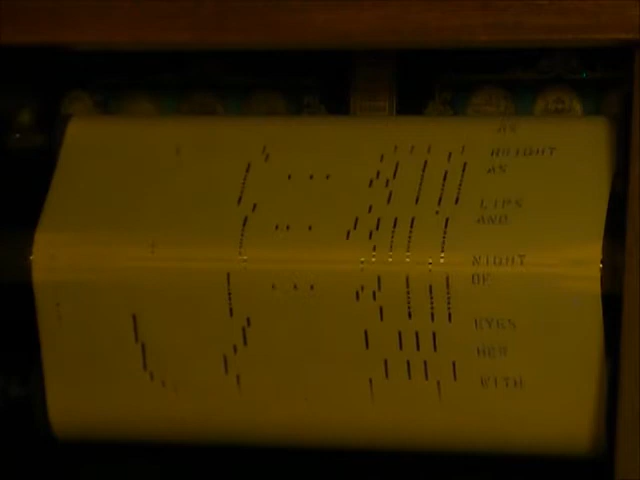 AS
BRIGHT
AS
LIPS
AND
NIGHT
OF
EYES
HER
WITH